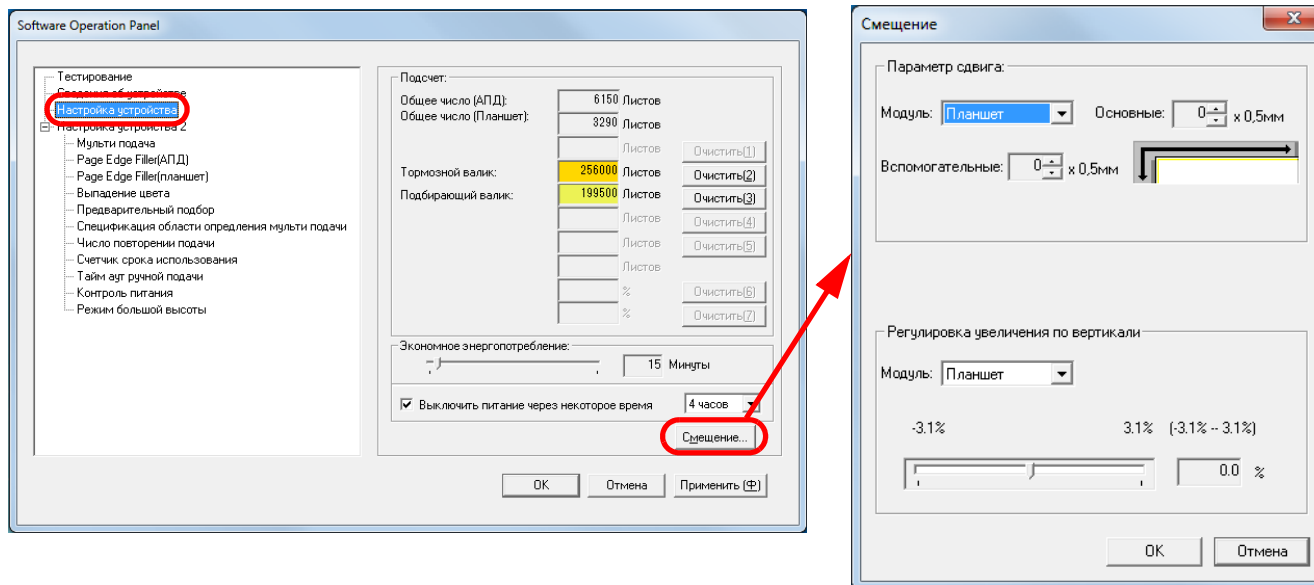 Software Operation Panel
Тестирование
Сведения об устройстве
Настройка устройства
Настройка устройства 2
Мульти подача
Page Edge Filler(АПД)
Page Edge Filler(планшет)
Выпадение цвета
Предварительный подбор
Спецификация области опредления мульти подачи
Число повторении подачи
Счетчик срока использования
Тайм аут ручной подачи
Контроль питания
Режим большой высоты
Подсчет:
Общее число (АПД): 6150 Листов
Общее число (Планшет): 3290 Листов
Листов Очистить(1)
Тормозной валик: 256000 Листов Очистить(2)
Подбирающий валик: 199500 Листов Очистить(3)
Листов Очистить(4)
Листов Очистить(5)
Листов
% Очистить(6)
% Очистить(7)
Экономное энергопотребление:
15 Минуты
Выключить питание через некоторое время 4 часов
Смещение...
OK Отмена Применить (Ф)
Смещение
Параметр сдвига:
Модуль: Планшет Основные: 0 x 0,5мм
Вспомогательные: 0 x 0,5мм
Регулировка увеличения по вертикали
Модуль: Планшет
-3.1% 3.1% (-3.1% -- 3.1%)
0.0 %
OK Отмена